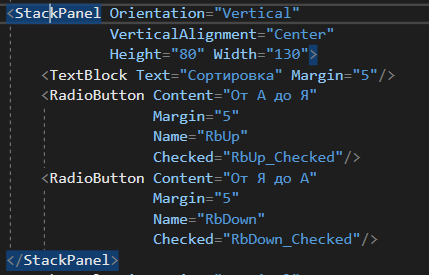 <StackPanel Orientation="Vertical"
VerticalAlignment="Center"
Height="80" Width="130">
<TextBlock Text="Сортировка" Margin="5"/>
<RadioButton Content="От А до Я"
Margin="5"
Name="RbUp"
Checked="RbUp_Checked"/>
<RadioButton Content="От Я до А"
Margin="5"
Name="RbDown"
Checked="RbDown_Checked"/>
</StackPanel>